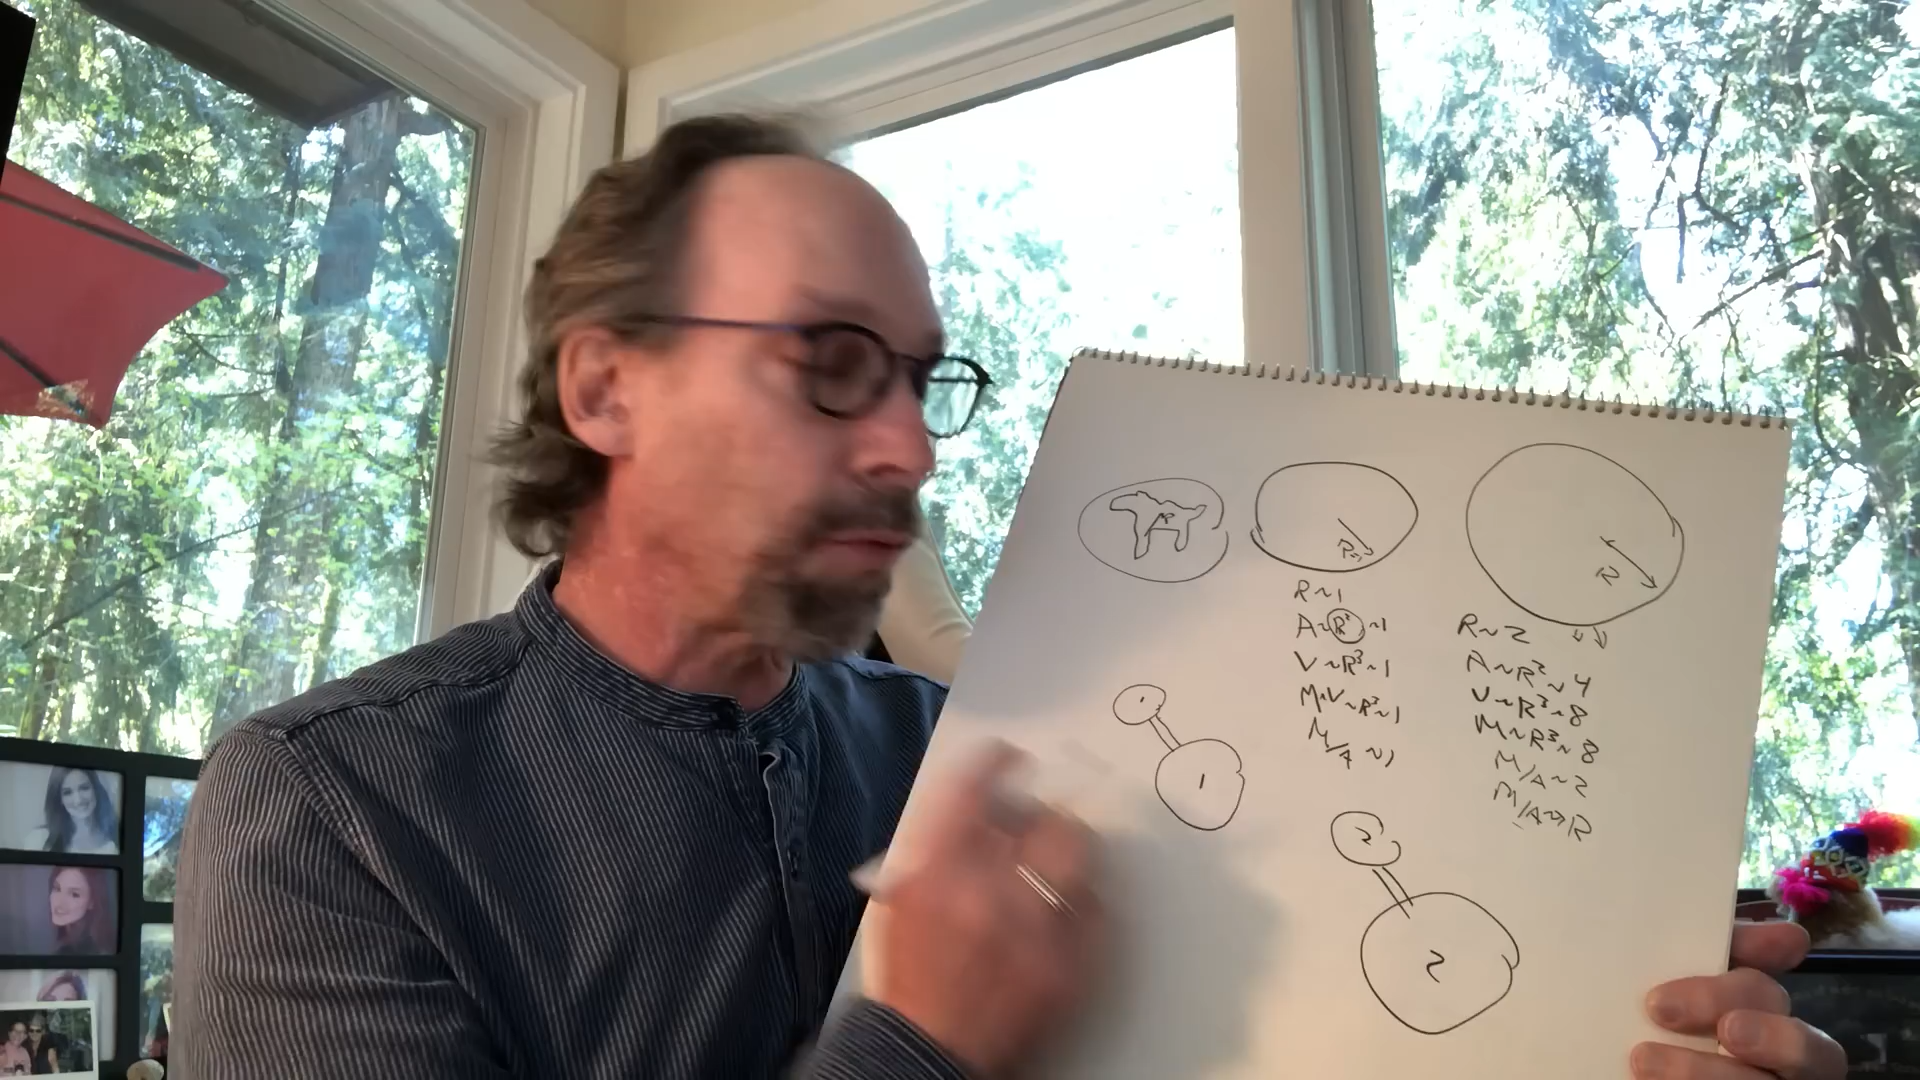 R
R~1
A~R²~1
V~R³~1
M~V~R³~1
M/A ~1
R
R~2
A~R²~4
V~R³~8
M~R³~8
M/A~2
M/A~R
1
1
2
2